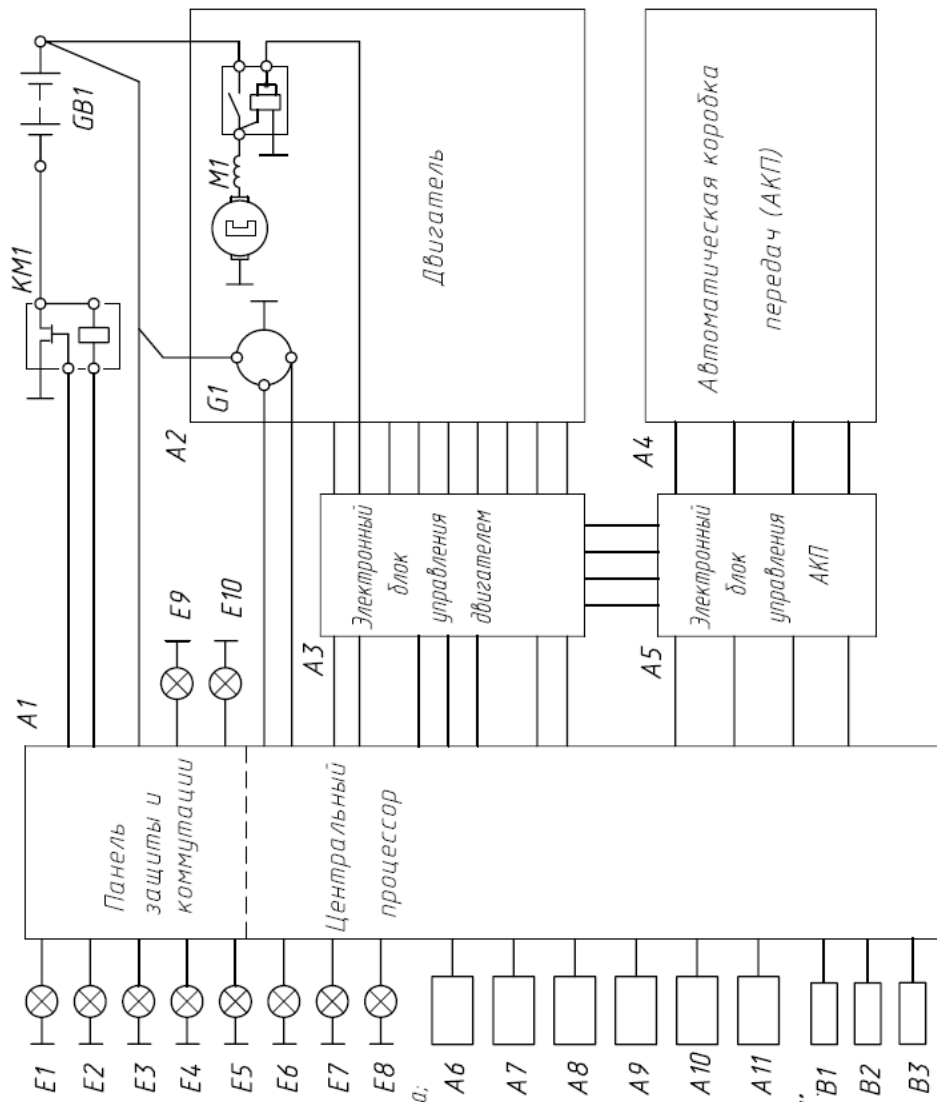 GB1
KM1
M1
G1
Двигатель
A2
Автоматическая коробка
передач (АКП)
A4
A1
E9
E10
A3
Электронный
блок
управления
двигателем
A5
Электронный
блок
управления
АКП
Панель
защиты и
коммутации
Центральный
процессор
E1
E2
E3
E4
E5
E6
E7
E8
а;
A6
A7
A8
A9
A10
A11
B1
B2
B3